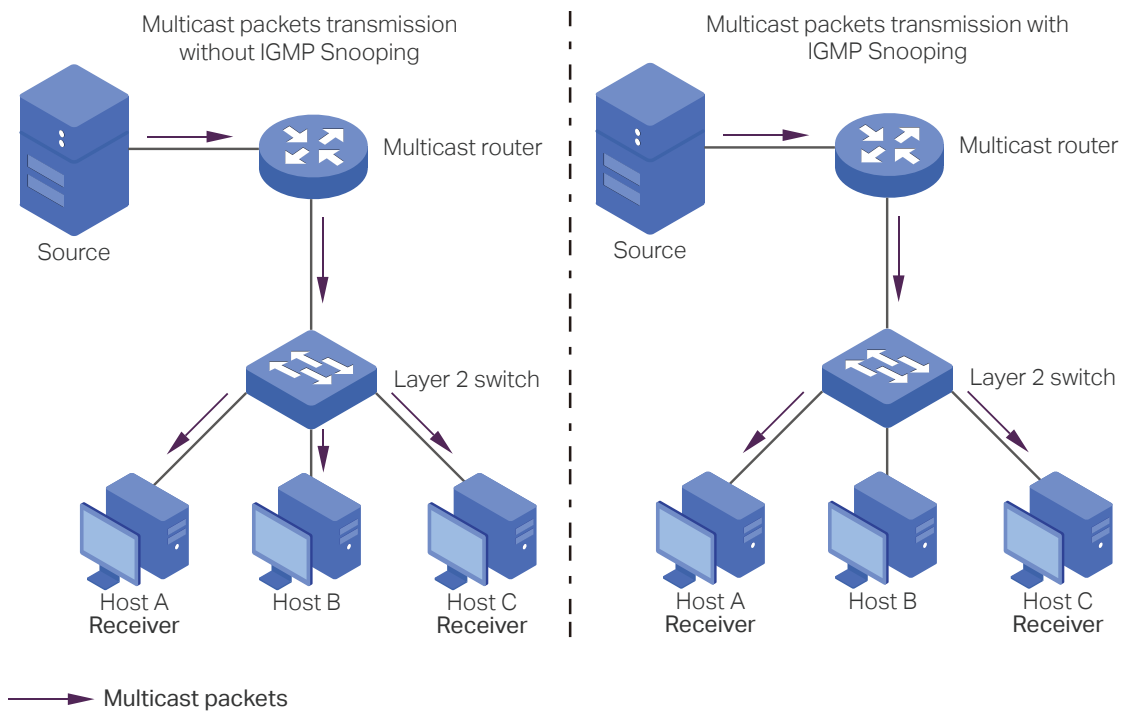 Multicast packets transmission
without IGMP Snooping
Source
Multicast router
Layer 2 switch
Host A
Receiver
Host B
Host C
Receiver
Multicast packets transmission with
IGMP Snooping
Source
Multicast router
Layer 2 switch
Host A
Receiver
Host B
Host C
Receiver
Multicast packets